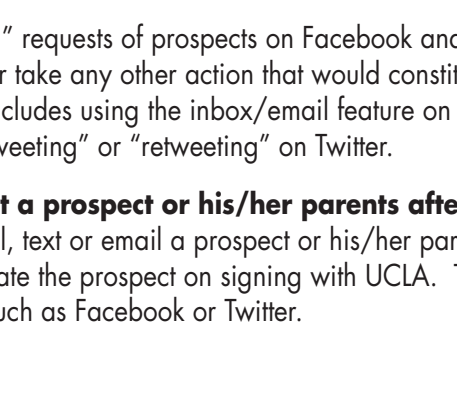 ” requests of prospects on Facebook and
r take any other action that would constit
cludes using the inbox/email feature on
weeting” or “retweeting” on Twitter.
t a prospect or his/her parents afte
l, text or email a prospect or his/her par
ate the prospect on signing with UCLA. T
uch as Facebook or Twitter.